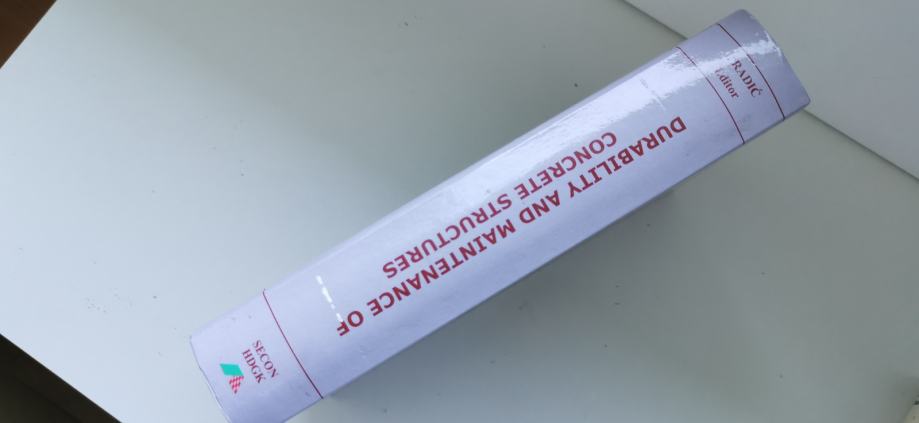 RADIĆ
Editor
DURABILITY AND MAINTENANCE OF
CONCRETE STRUCTURES
SECON
HDGK